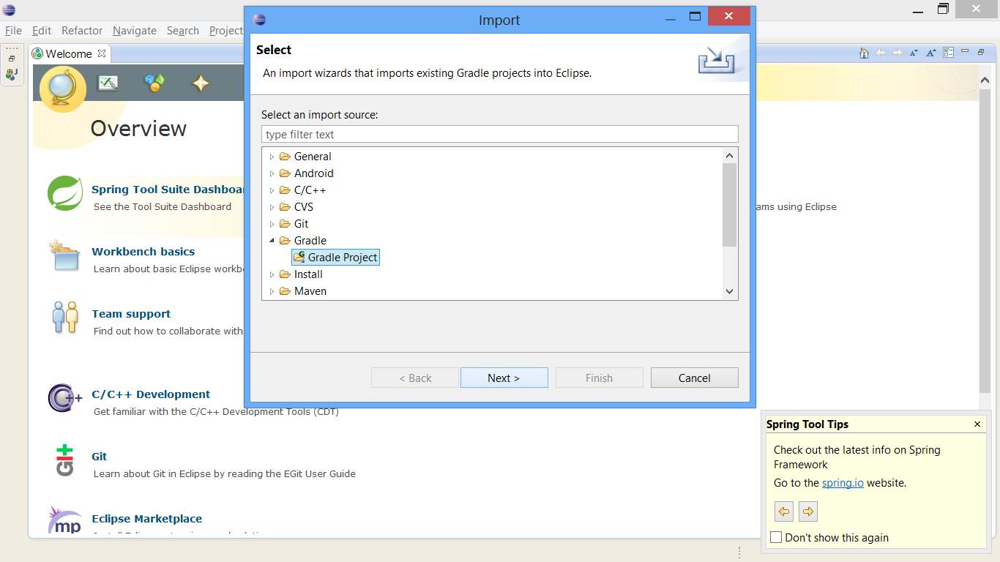 Import
File Edit Refactor Navigate Search Project
Welcome
Select
An import wizards that imports existing Gradle projects into Eclipse.
Select an import source:
type filter text
General
Android
C/C++
CVS
Git
Gradle
Gradle Project
Install
Maven
< Back Next > Finish Cancel
Overview
Spring Tool Suite
See the Tool Suite Dashboard
ams using Eclipse
Workbench basics
Learn about basic Eclipse
Team support
Find out how to collaborate with
C/C++ Development
Get familiar with the C/C++ Development Tools (CDT)
Git
Learn about Git in Eclipse by reading the EGit User Guide
mp
Eclipse Marketplace
Spring Tool Tips
Check out the latest info on Spring
Framework
Go to the spring.io website.
Don't show this again